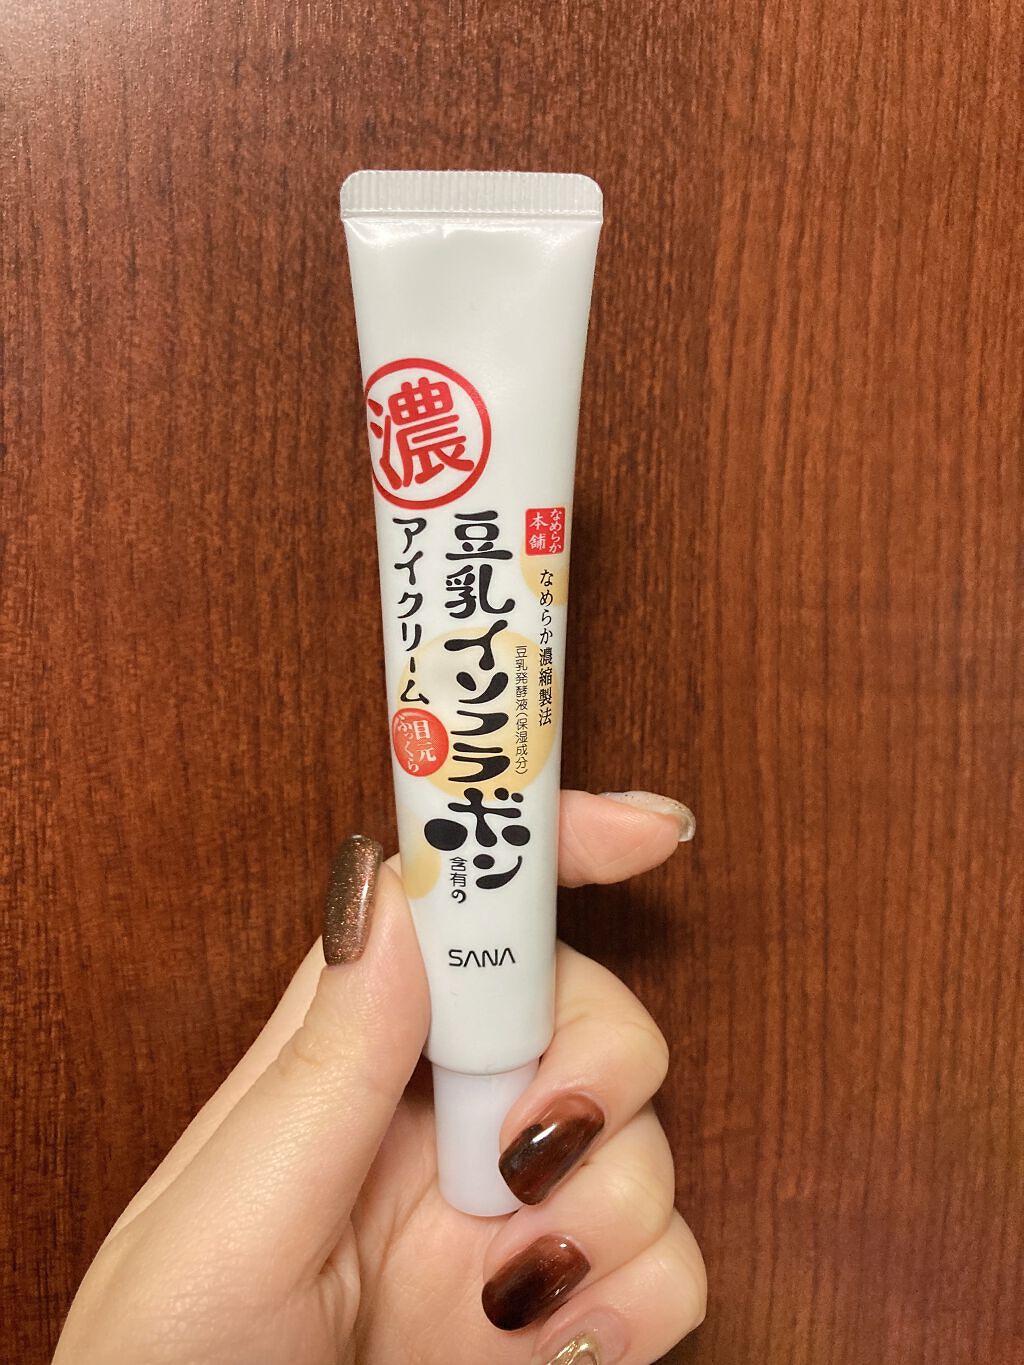 濃
なめらか
本舗
なめらか濃縮製法
豆乳発酵液(保湿成分)
豆乳イソフラボン
含有の
アイクリーム
目元
ふっくら
SANA